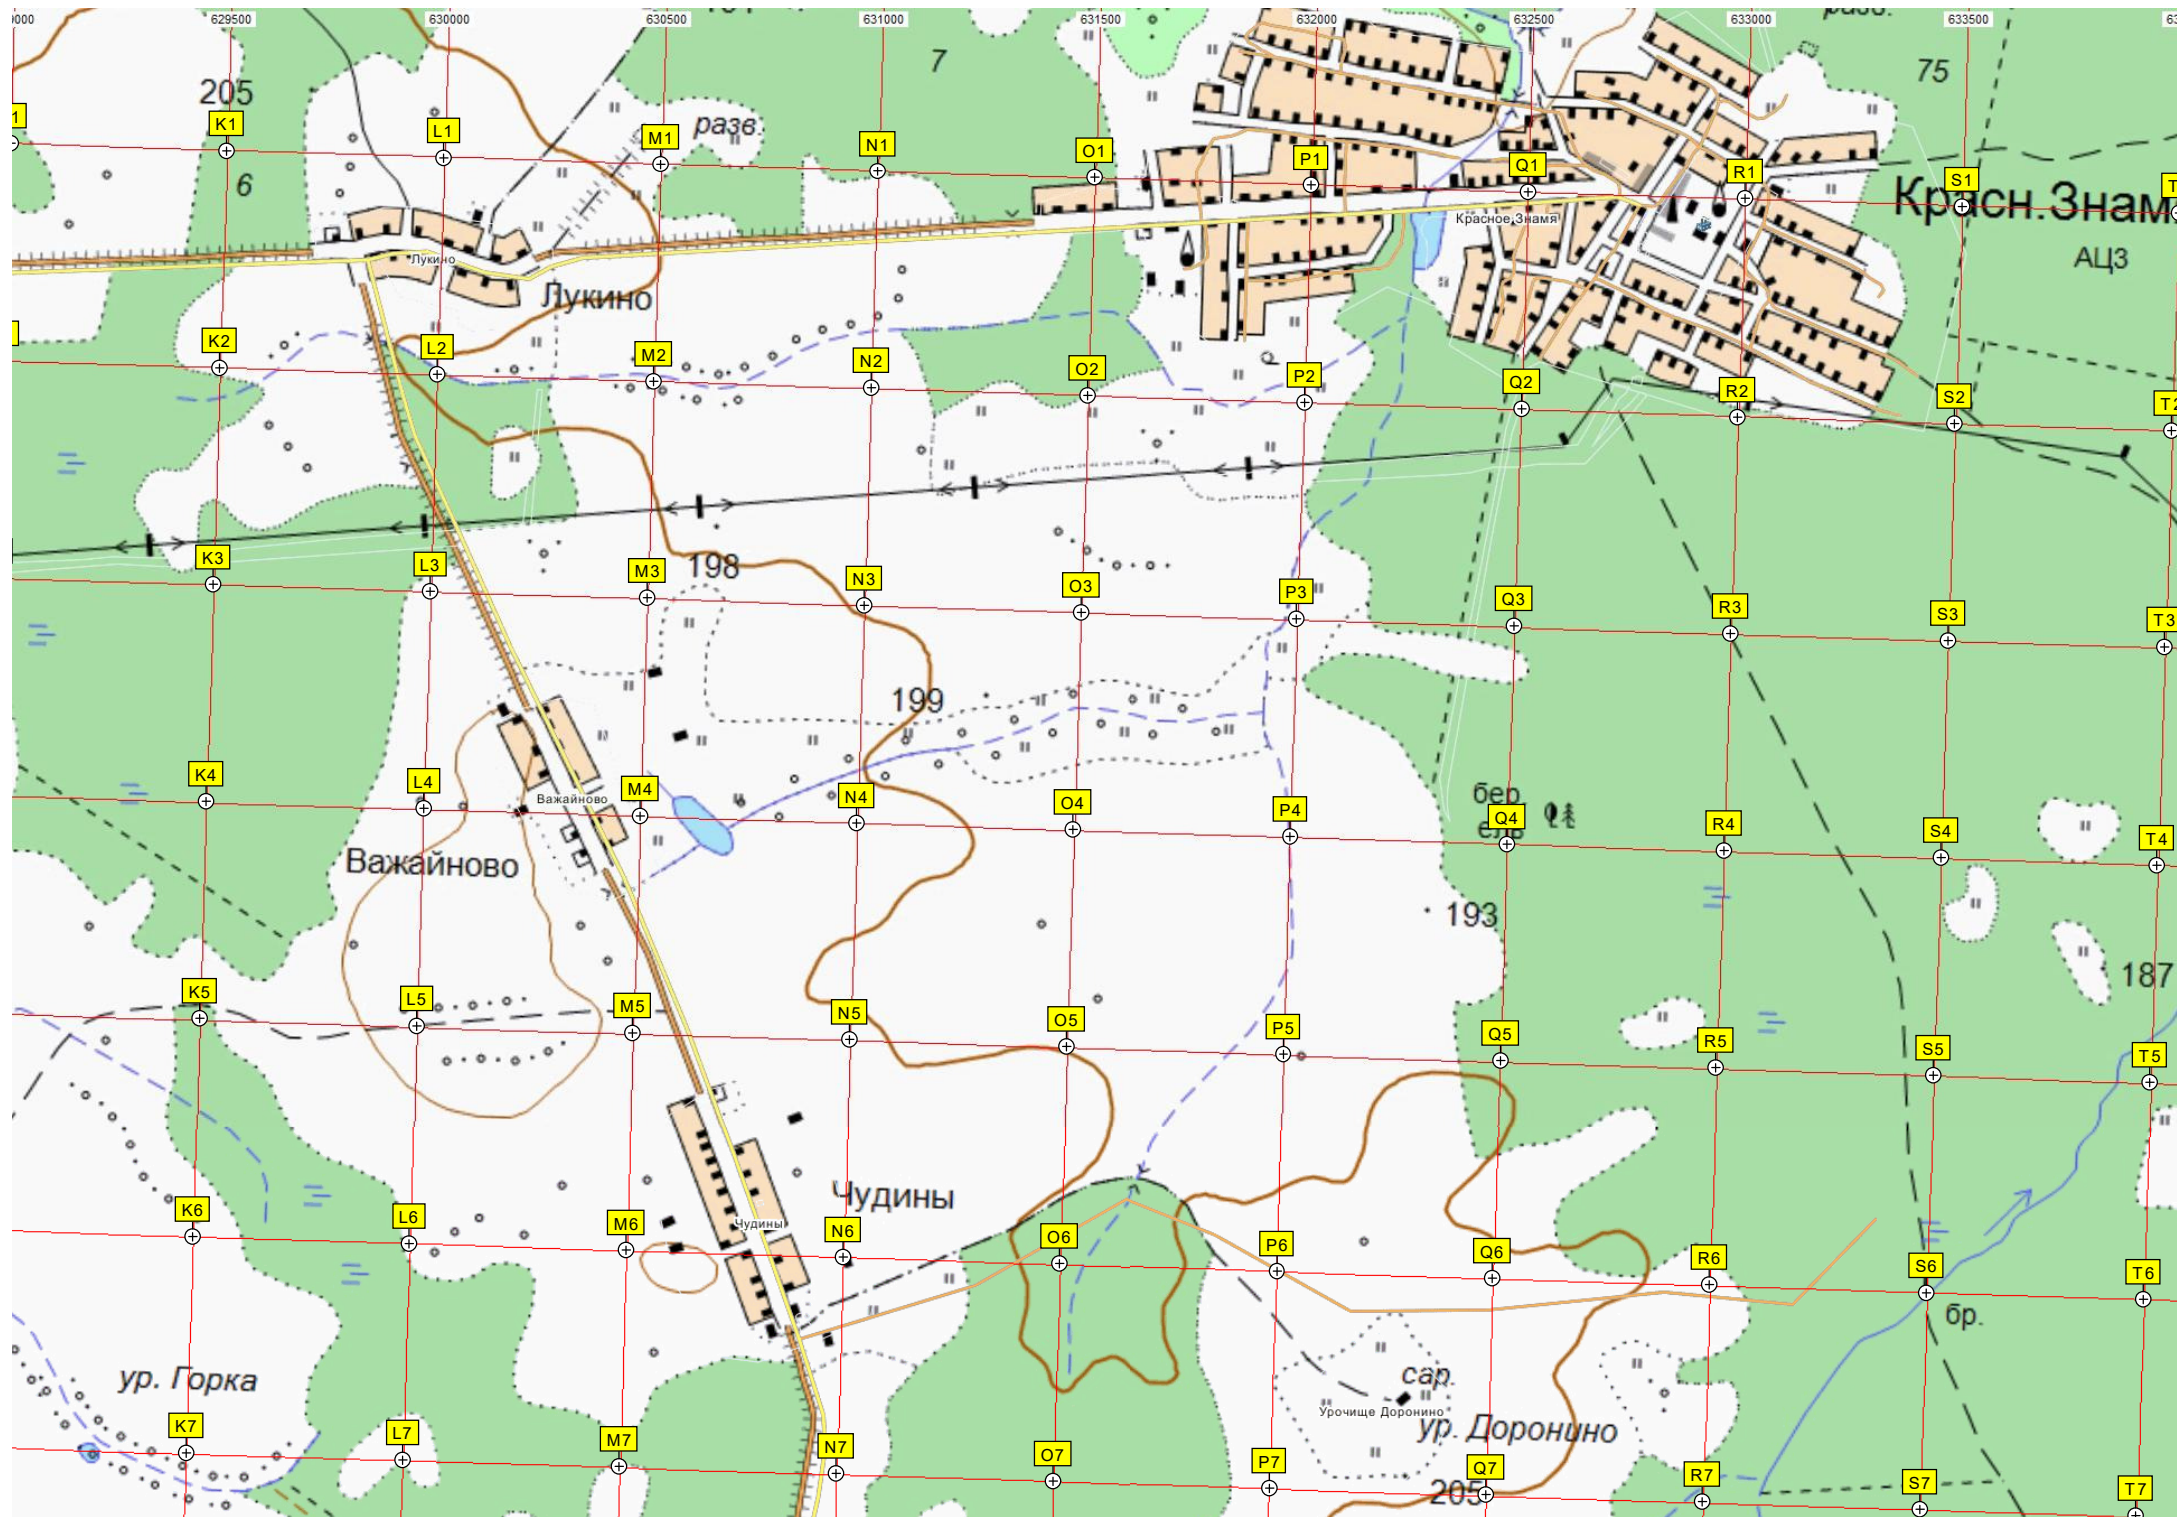 629500 630000 630500 631000 631500 632000 632500 633000 633500
разв.
7
75
205
разв.
K1 L1 M1 N1 O1 P1 Q1 R1 S1
6
Красн.Знам
Красное Знамя
АЦЗ
Лукино
Лукино
K2 L2 M2 N2 O2 P2 Q2 R2 S2 T2
198
K3 L3 M3 N3 O3 P3 Q3 R3 S3 T3
199
Важайново
K4 L4 M4 N4 O4 P4 Q4 R4 S4 T4
бер.
ель
Важайново
193
187
K5 L5 M5 N5 O5 P5 Q5 R5 S5 T5
Чудины
Чудины
K6 L6 M6 N6 O6 P6 Q6 R6 S6 T6
бр.
ур. Горка
сар.
Урочище Доронино
ур. Доронино
K7 L7 M7 N7 O7 P7 Q7 R7 S7 T7
205